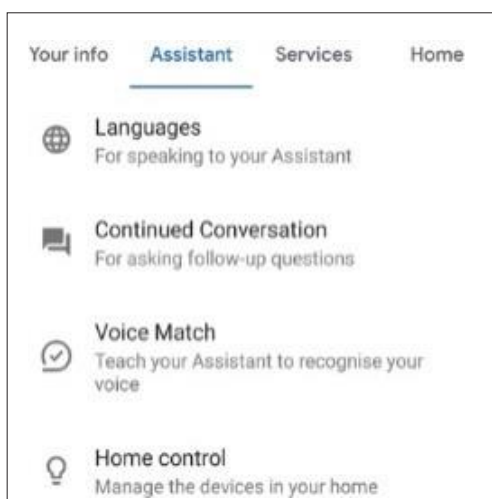 Your info Assistant Services Home
Languages
For speaking to your Assistant
Continued Conversation
For asking follow-up questions
Voice Match
Teach your Assistant to recognise your
voice
Home control
Manage the devices in your home